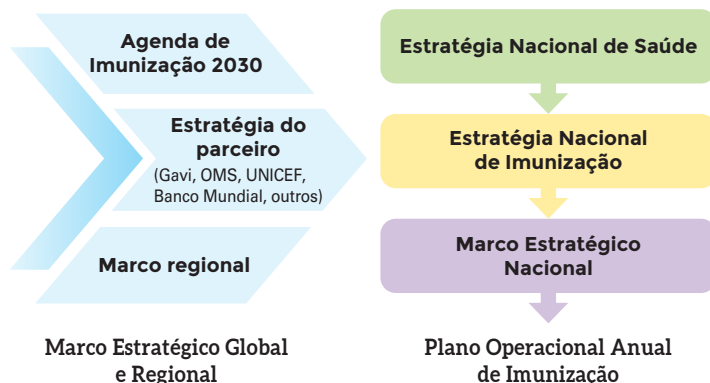 Agenda de
Imunização 2030
Estratégia do
parceiro
(Gavi, OMS, UNICEF,
Banco Mundial, outros)
Marco regional
Marco Estratégico Global
e Regional
Estratégia Nacional de Saúde
Estratégia Nacional
de Imunização
Marco Estratégico
Nacional
Plano Operacional Anual
de Imunização